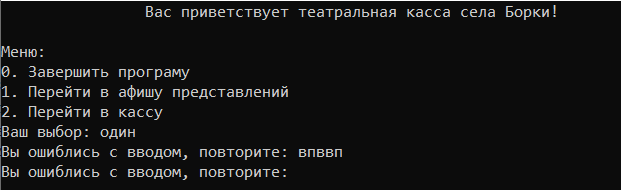 Вас приветствует театральная касса села Борки!
Меню:
0. Завершить програму
1. Перейти в афишу представлений
2. Перейти в кассу
Ваш выбор: один
Вы ошиблись с вводом, повторите: впввп
Вы ошиблись с вводом, повторите: